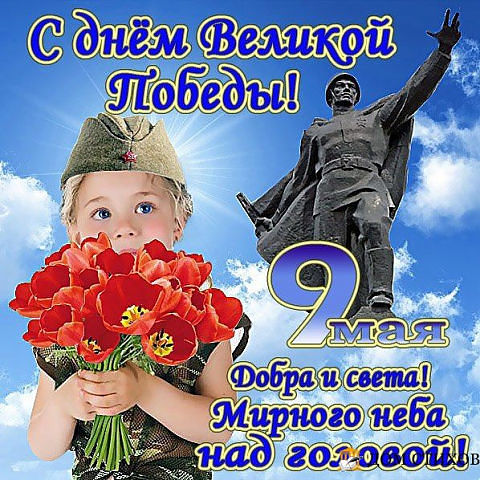 С днём Великой
Победы!
9
мая
Добра и света!
Мирного неба
над головой!